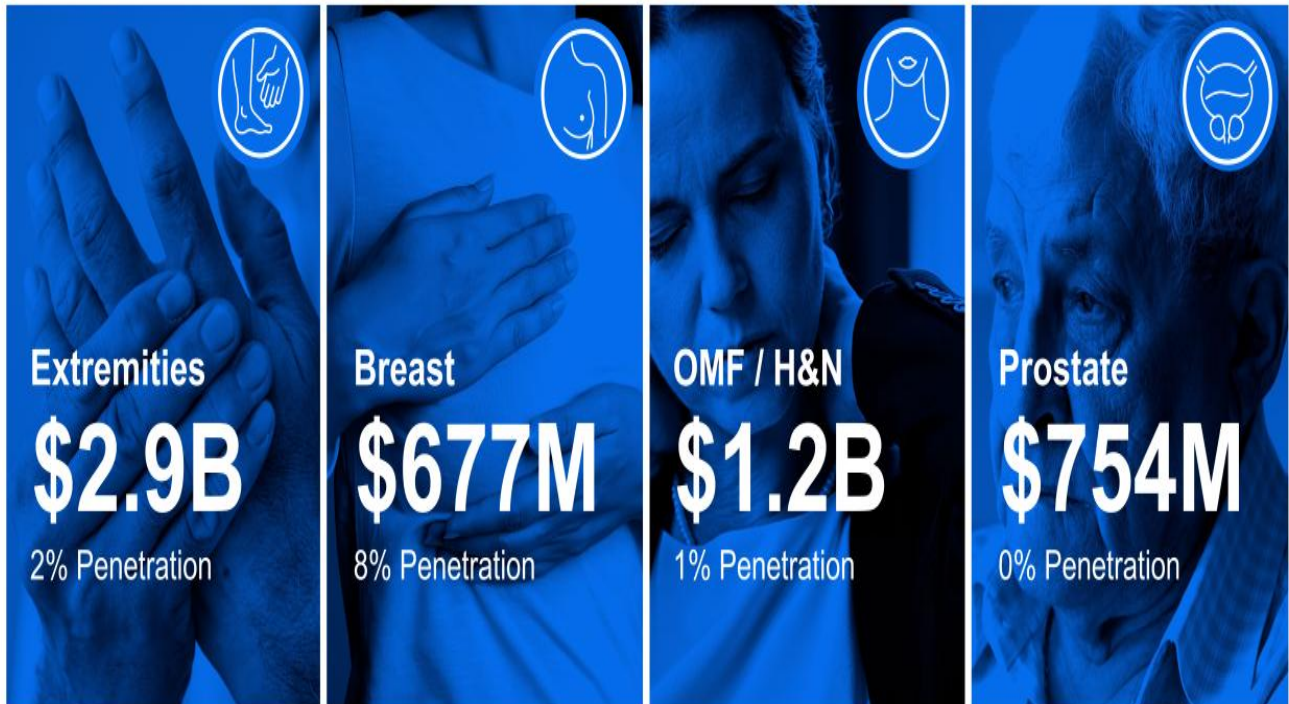 Extremities
$2.9B
2% Penetration
Breast
$677M
8% Penetration
OMF / H&N
$1.2B
1% Penetration
Prostate
$754M
0% Penetration